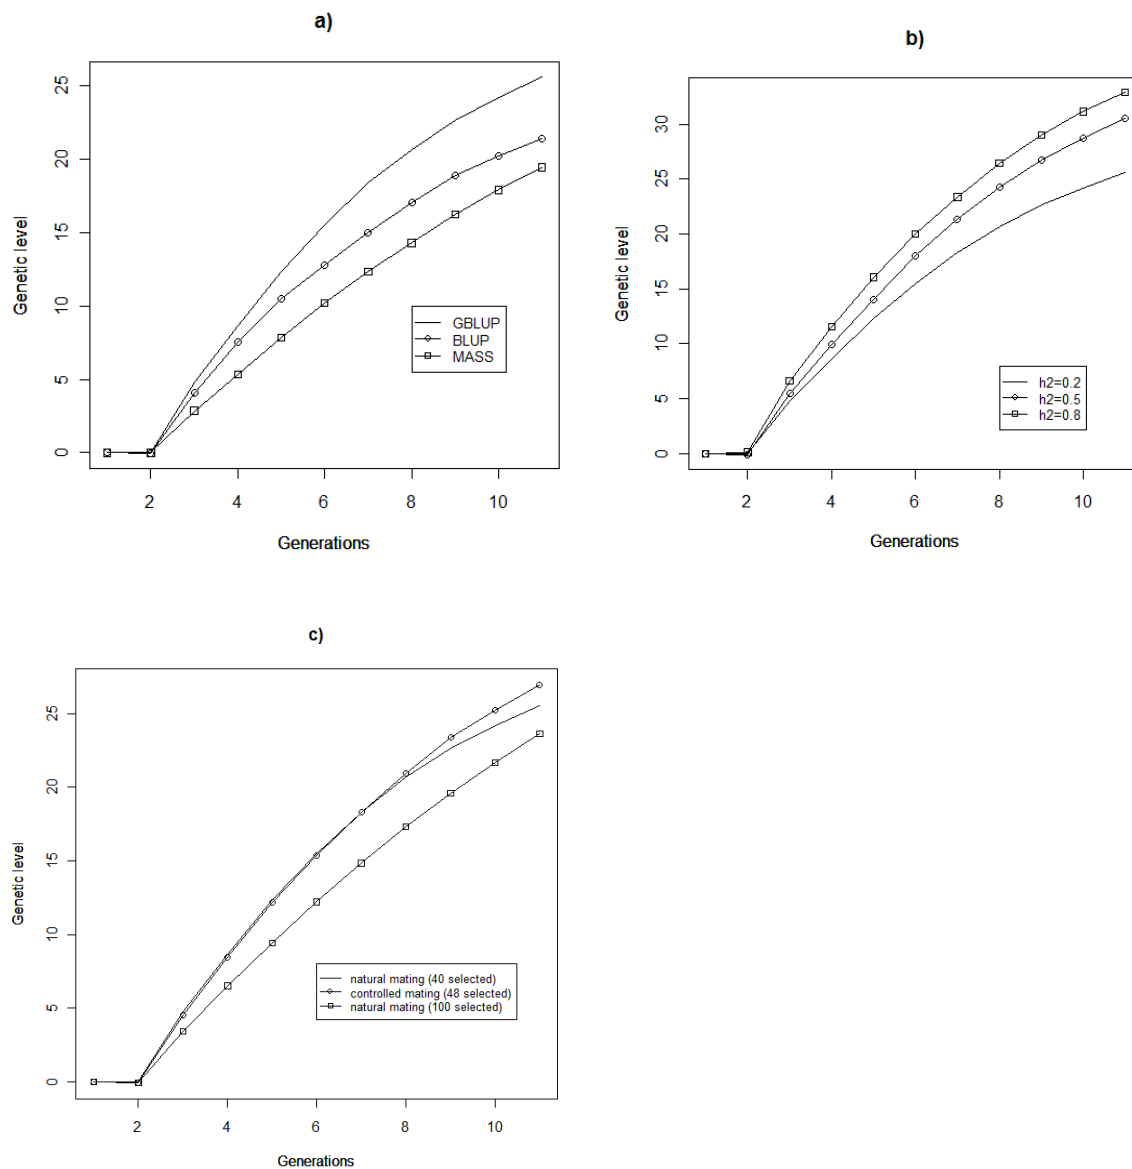 a)
Genetic level
0
5
10
15
20
25
2 4 6 8 10
Generations
GBLUP
BLUP
MASS
b)
Genetic level
0
5
10
15
20
25
30
2 4 6 8 10
Generations
h2=0.2
h2=0.5
h2=0.8
c)
Genetic level
0
5
10
15
20
25
2 4 6 8 10
Generations
natural mating (40 selected)
controlled mating (48 selected)
natural mating (100 selected)